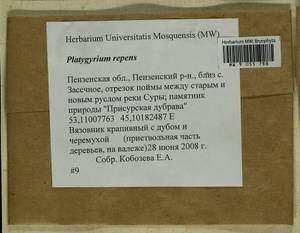 Herbarium Universitatis Mosquensis (MW)
Herbarium MW, Bryophyta
Platygyrium repens
Пензенская обл., Пензенский р-н., близ с.
Засечное, отрезок поймы между старым и
новым руслом реки Суры; памятник
природы "Присурская дубрава"
53,11007763 45,10182487 E
Вязовник крапивный с дубом и
черемухой (приствольная часть
деревьев, на валеже)28 июня 2008 г.
Собр. Кобозева Е.А.
#9